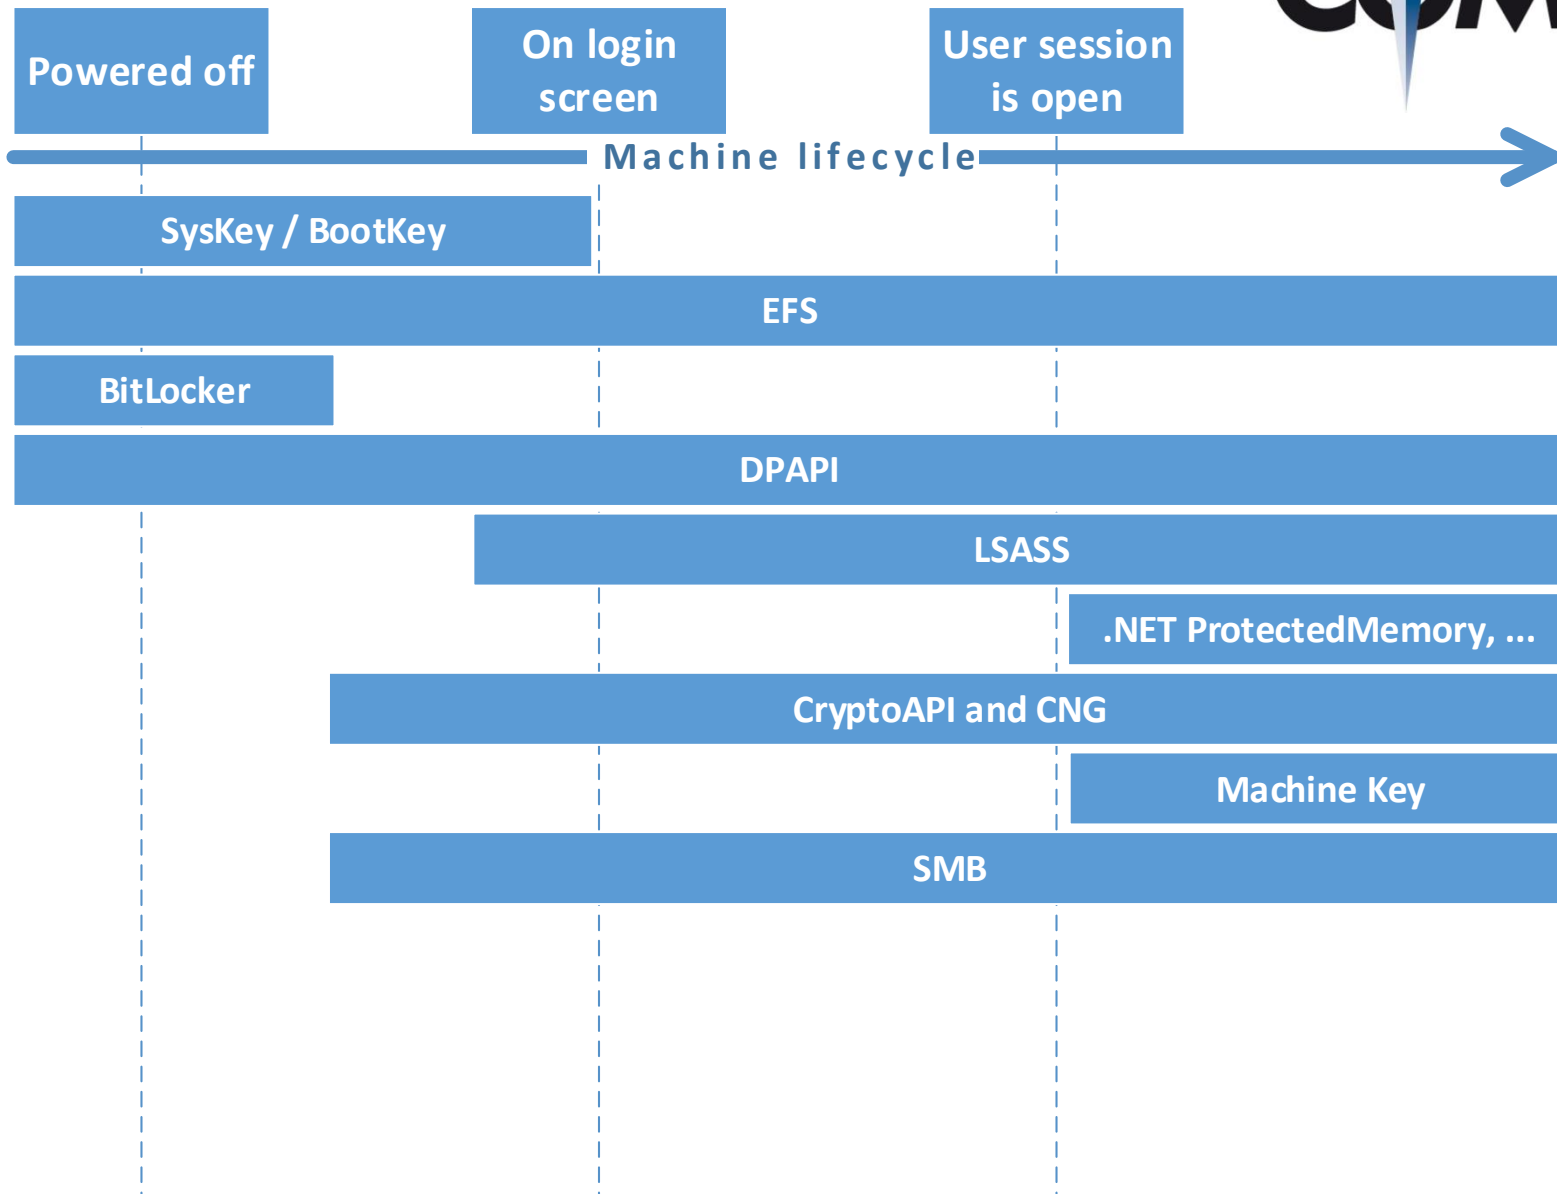 Powered off
On login
screen
User session
is open
COM
Machine lifecycle
SysKey / BootKey
EFS
BitLocker
DPAPI
LSASS
.NET ProtectedMemory, ...
CryptoAPI and CNG
Machine Key
SMB